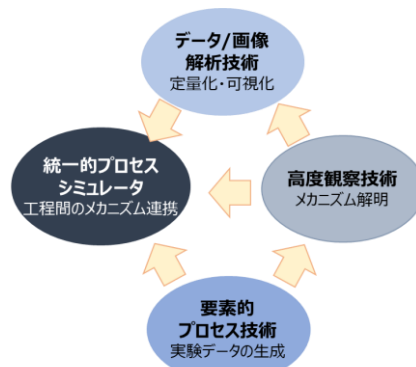 データ/画像
解析技術
定量化・可視化
統一的プロセス
シミュレータ
工程間のメカニズム連携
高度観察技術
メカニズム解明
要素的
プロセス技術
実験データの生成